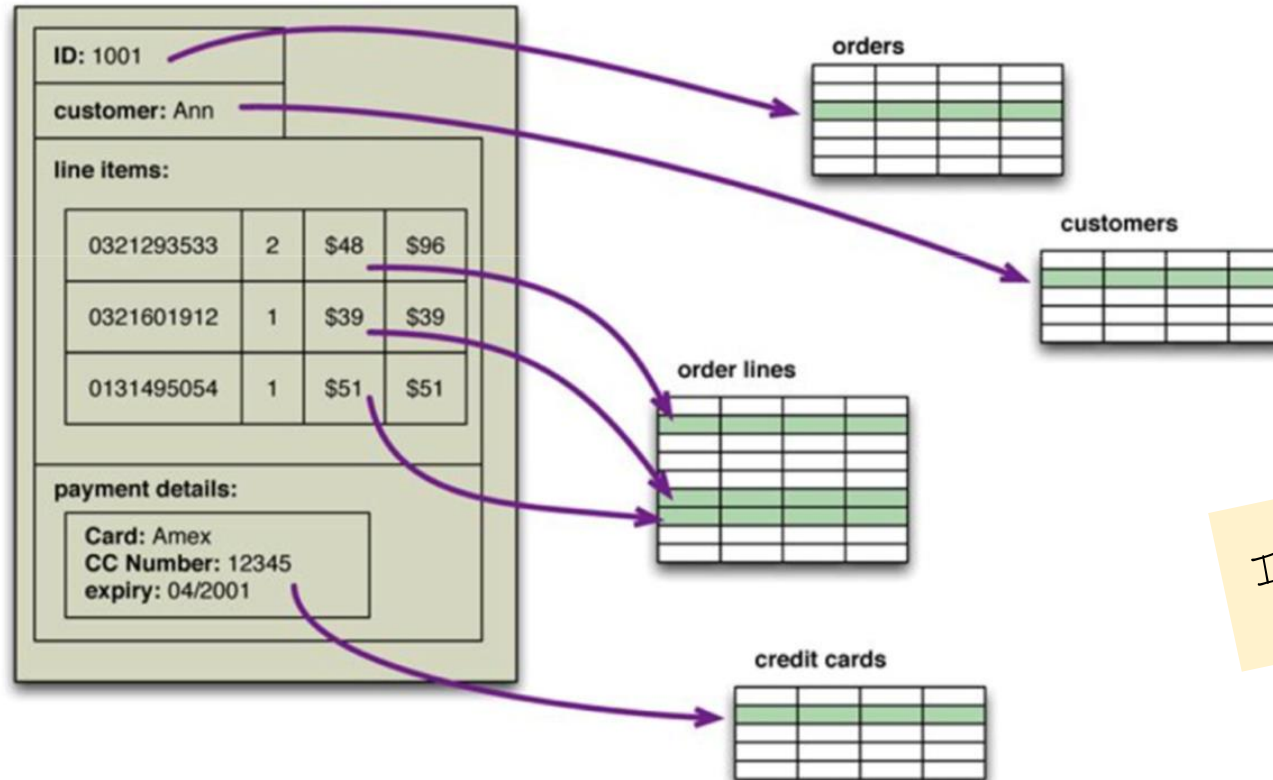 ID: 1001
customer: Ann
line items:
0321293533 2 $48 $96
0321601912 1 $39 $39
0131495054 1 $51 $51
payment details:
Card: Amex
CC Number: 12345
expiry: 04/2001
orders
customers
order lines
credit cards